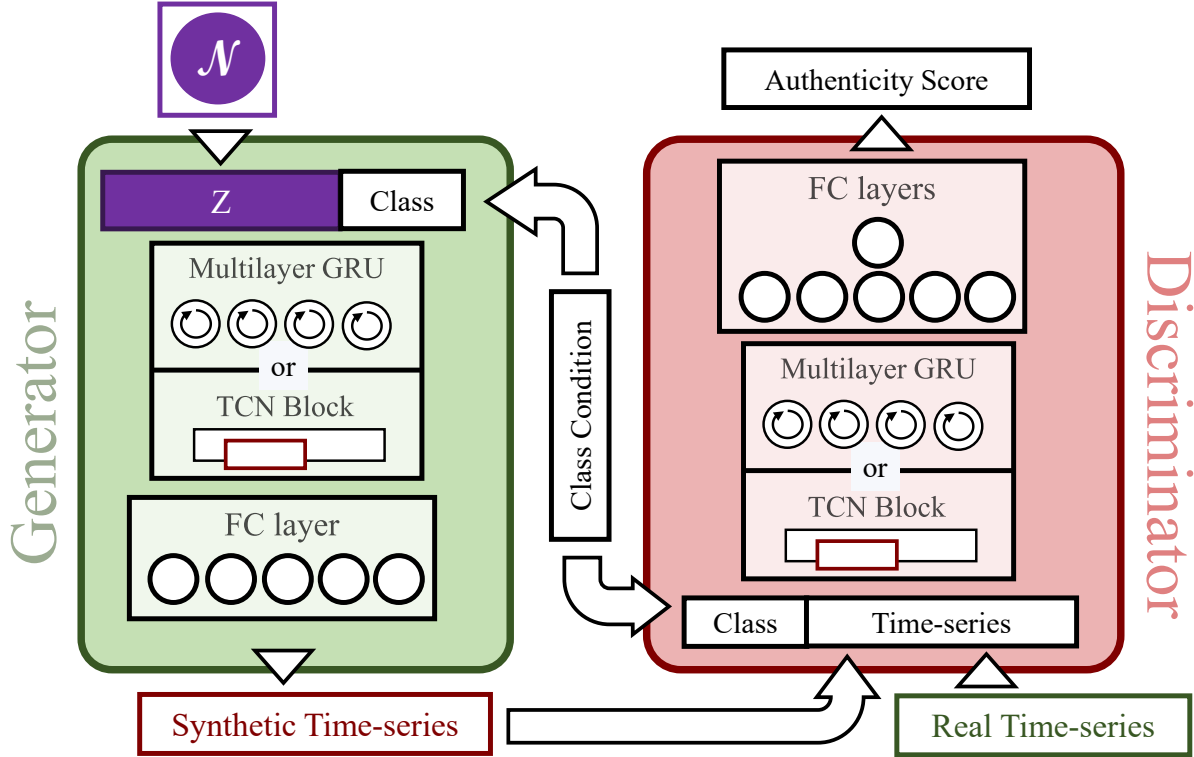 𝒩
Z
Class
Multilayer GRU
or
TCN Block
FC layer
Generator
Synthetic Time-series
Class Condition
Authenticity Score
FC layers
Multilayer GRU
or
TCN Block
Class
Time-series
Discriminator
Real Time-series